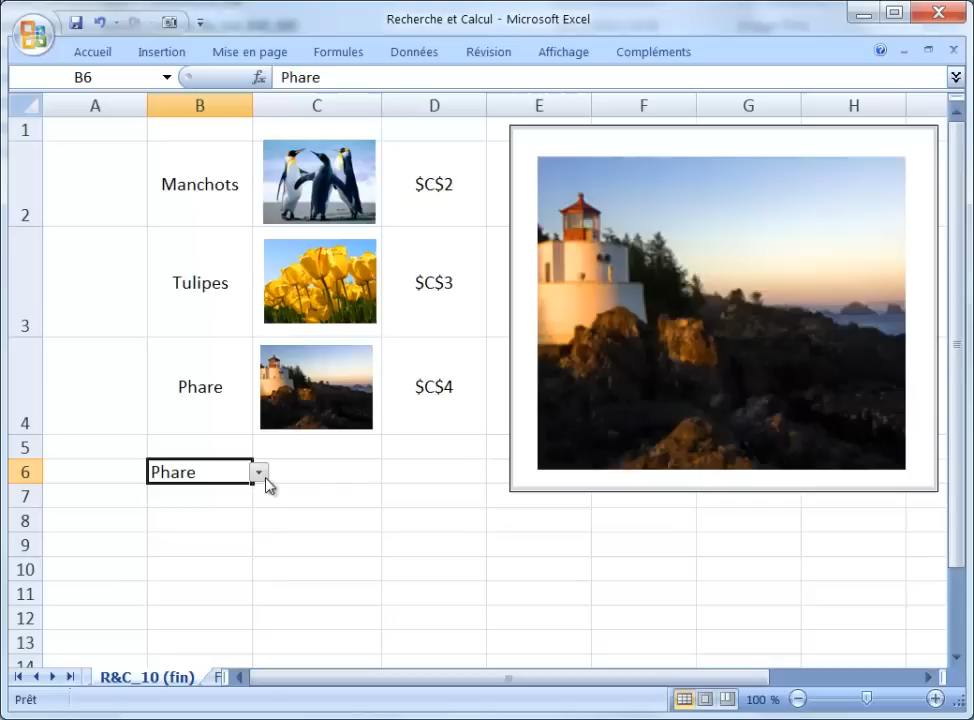 Recherche et Calcul - Microsoft Excel
Accueil Insertion Mise en page Formules Données Révision Affichage Compléments
B6 fx Phare
A B C D E F G H
1
2 Manchots $C$2
3 Tulipes $C$3
4 Phare $C$4
5
6 Phare
7
8
9
10
11
12
13
14
R&C_10 (fin) F
Prêt 100 %